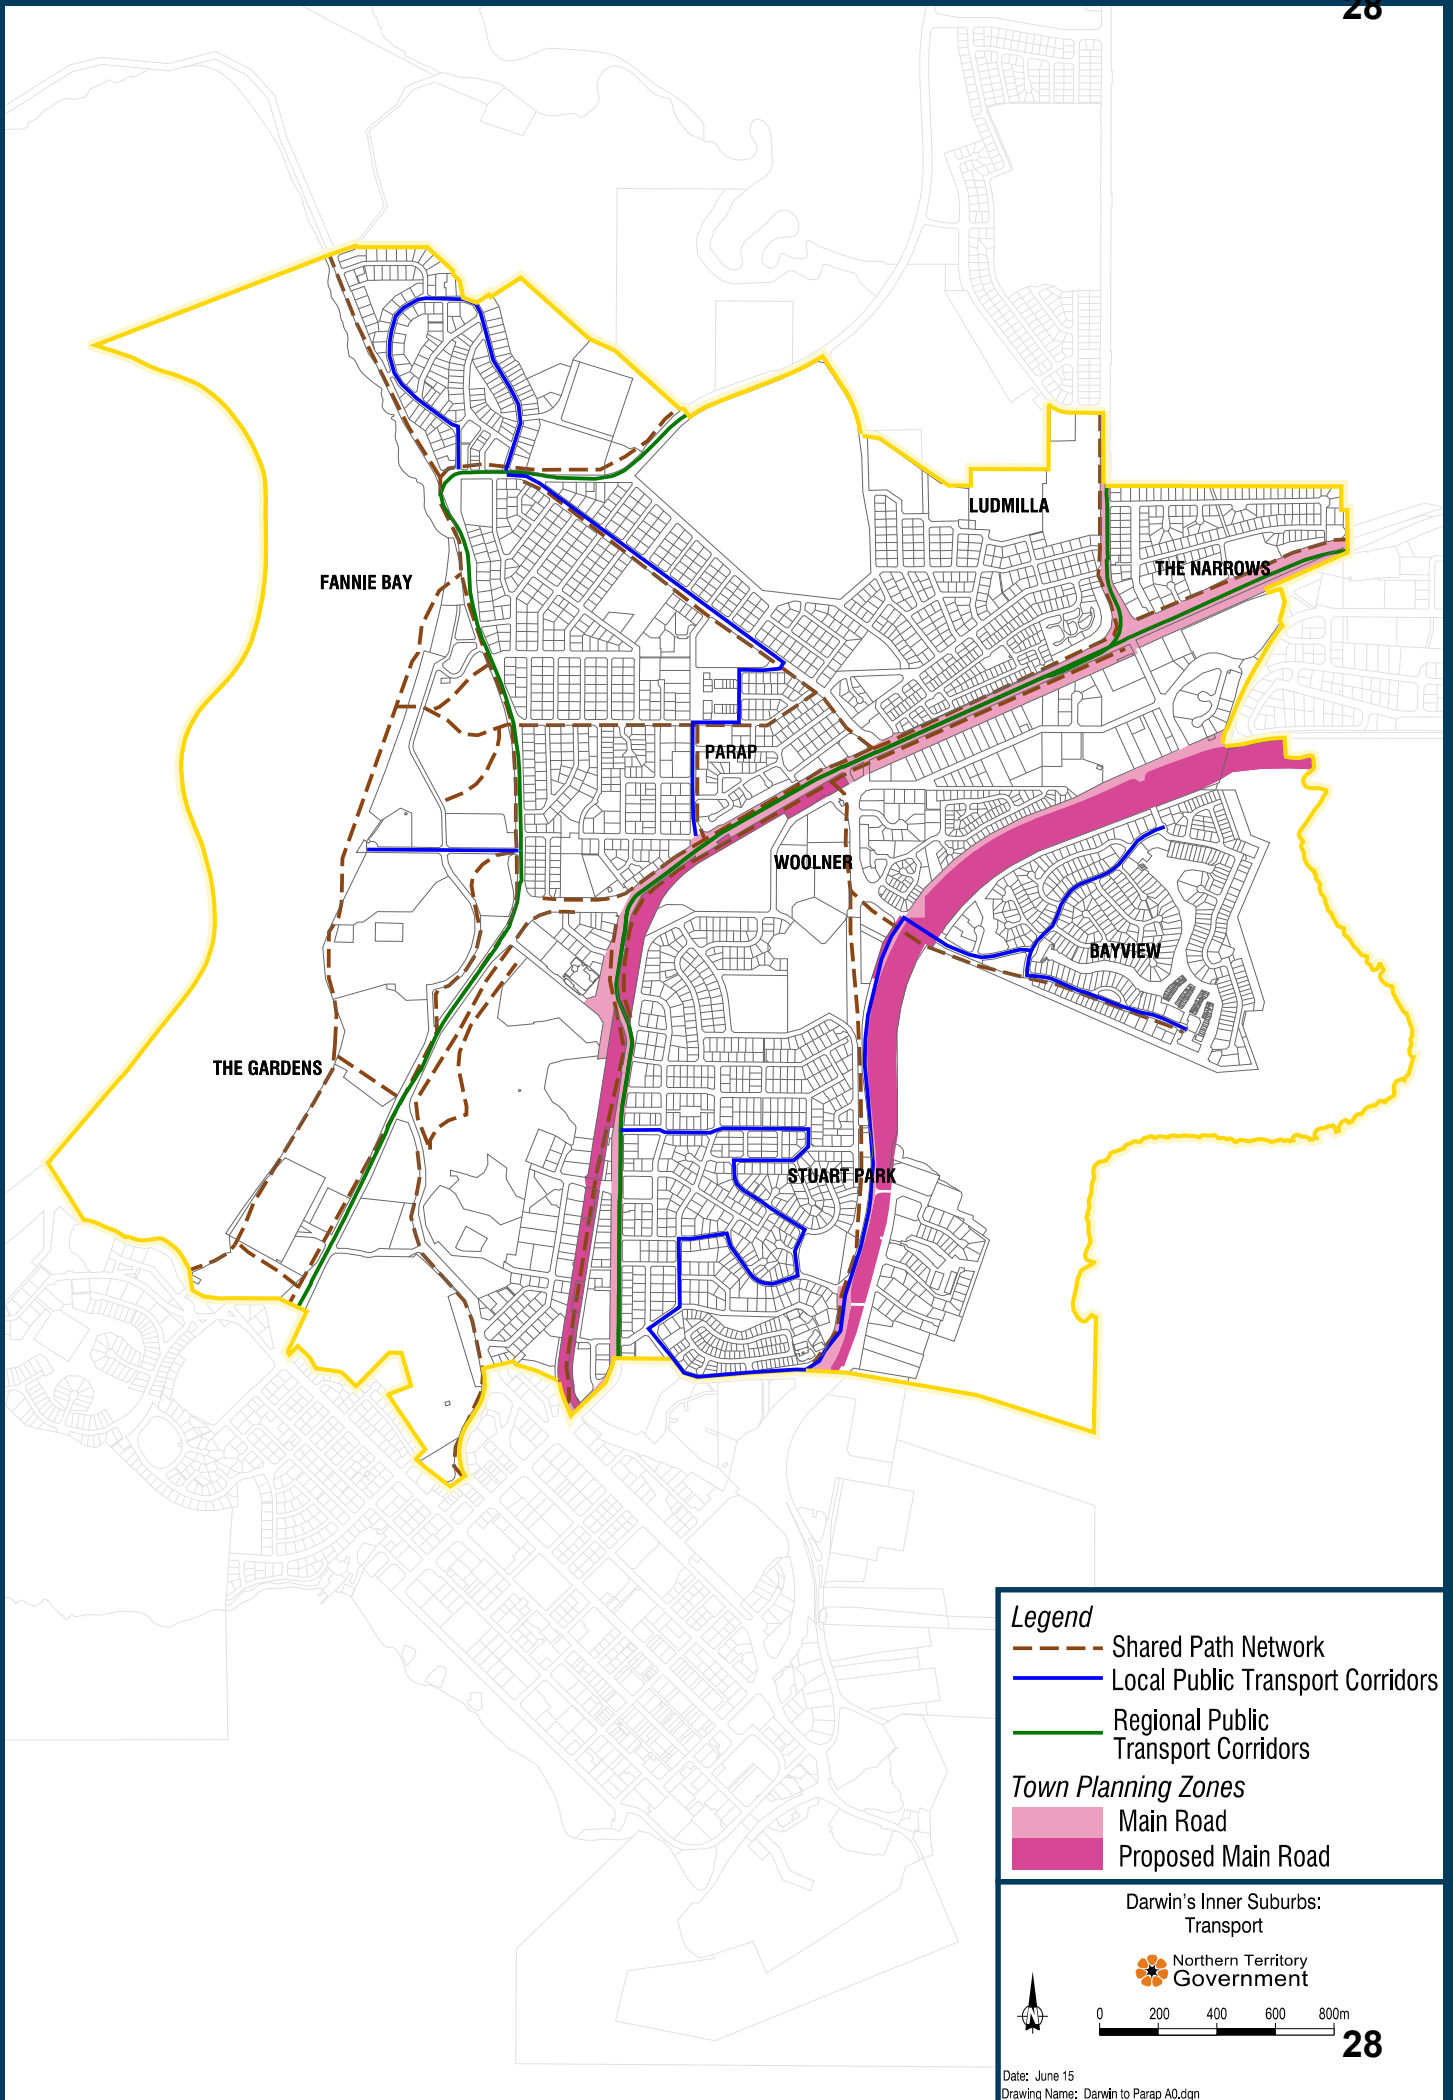 28
LUDMILLA
THE NARROWS
FANNIE BAY
PARAP
WOOLNER
BAYVIEW
THE GARDENS
STUART PARK
Legend
Shared Path Network
Local Public Transport Corridors
Regional Public
Transport Corridors
Town Planning Zones
Main Road
Proposed Main Road
Darwin's Inner Suburbs:
Transport
Northern Territory
Government
0 200 400 600 800m
28
Date: June 15
Drawing Name: Darwin to Parap A0.dgn